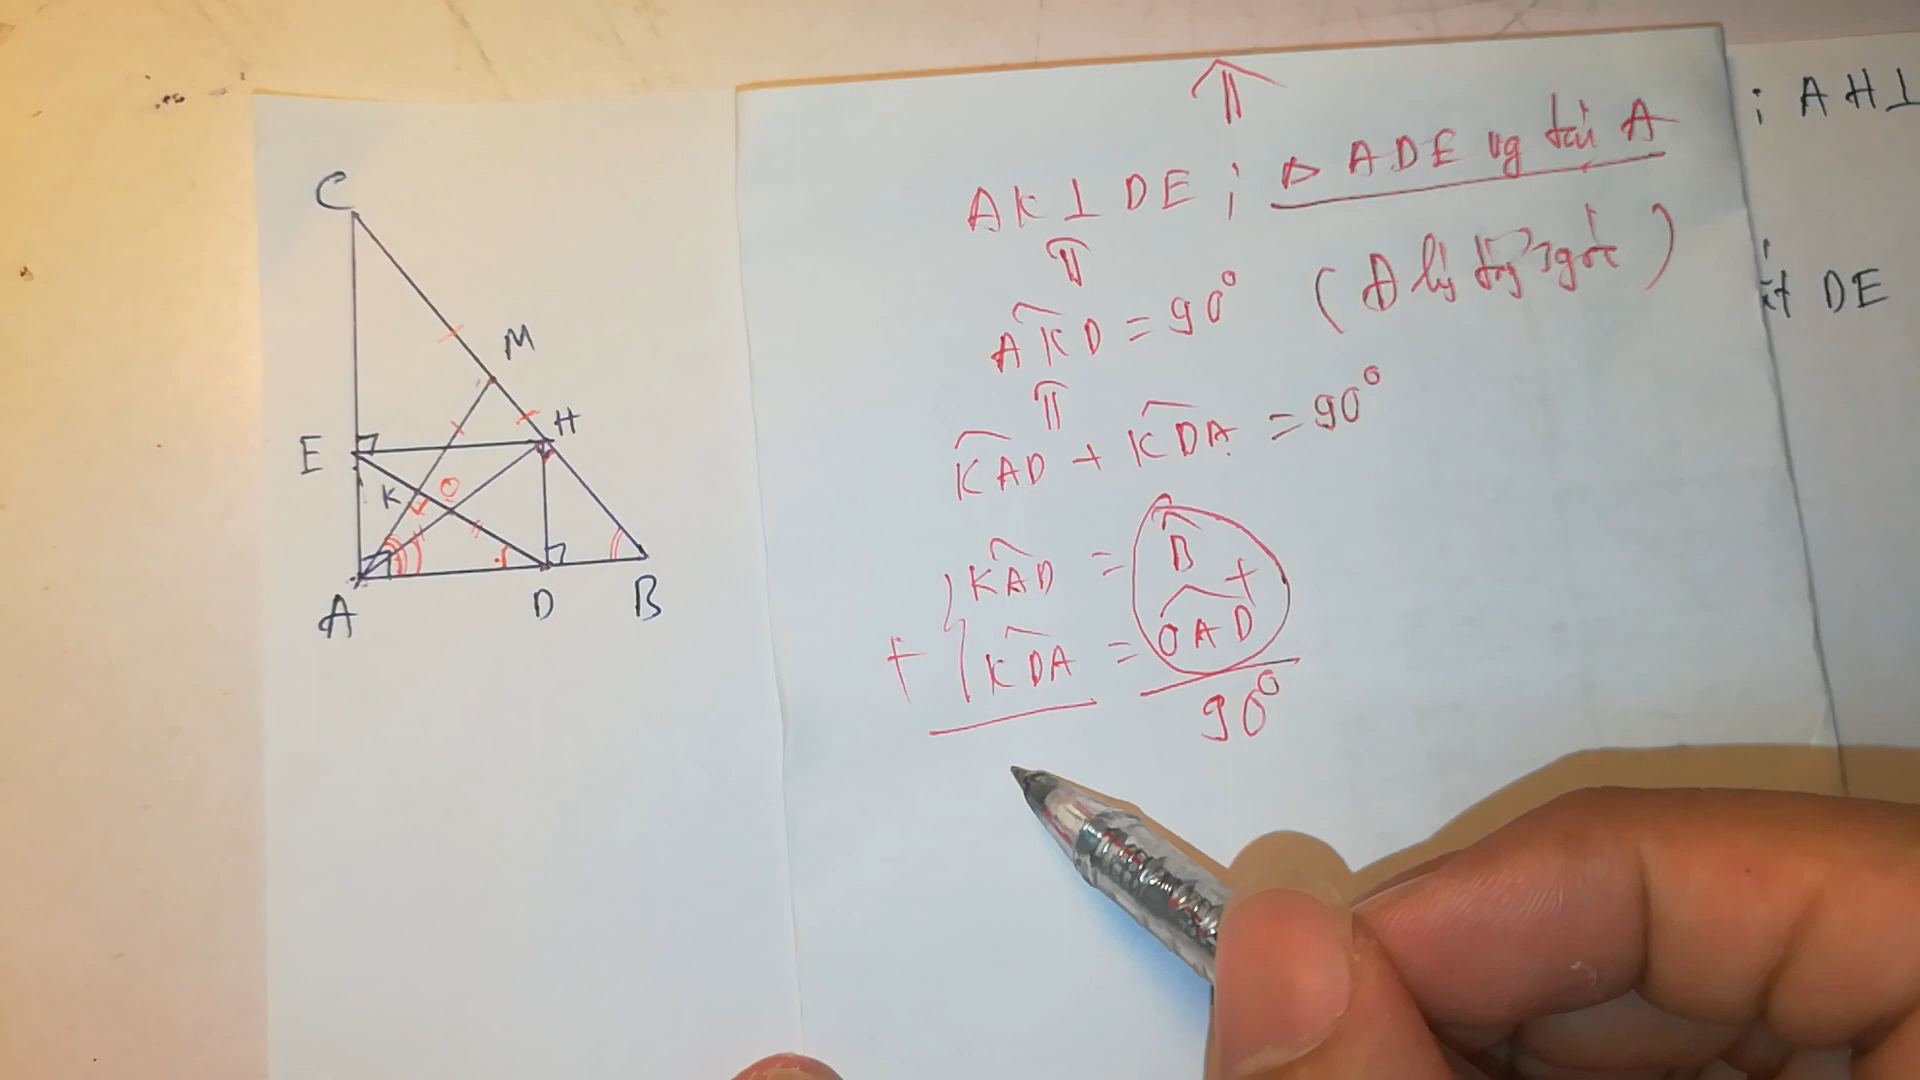 C
M
H
E
K
O
A
D
B
AK ⊥ DE ; △ ADE vg tại A
⇑
AKD = 90° (Đ lý tổng 3 góc)
⇑
KAD + KDA = 90°
KAD = B
+
+ KDA = OAD
90°
; AH⊥
DE